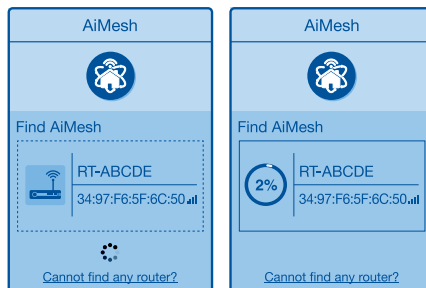 AiMesh
Find AiMesh
RT-ABCDE
34:97:F6:5F:6C:50
Cannot find any router?
AiMesh
Find AiMesh
2%
RT-ABCDE
34:97:F6:5F:6C:50
Cannot find any router?